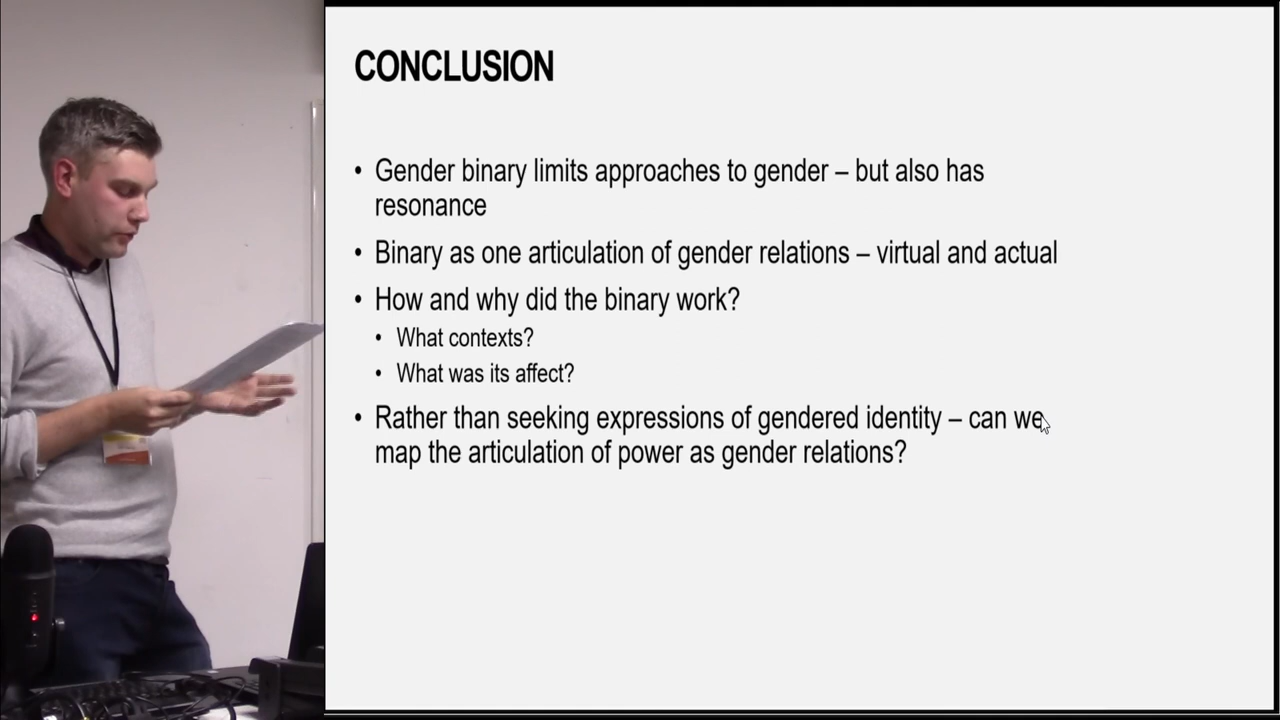 CONCLUSION
• Gender binary limits approaches to gender – but also has
resonance
• Binary as one articulation of gender relations – virtual and actual
• How and why did the binary work?
• What contexts?
• What was its affect?
• Rather than seeking expressions of gendered identity – can we
map the articulation of power as gender relations?